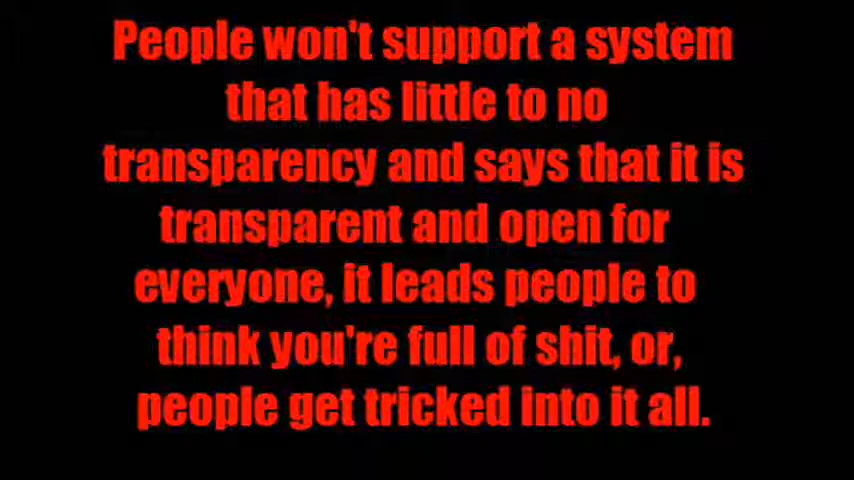 People won't support a system
that has little to no
transparency and says that it is
transparent and open for
everyone, it leads people to
think you're full of shit, or,
people get tricked into it all.